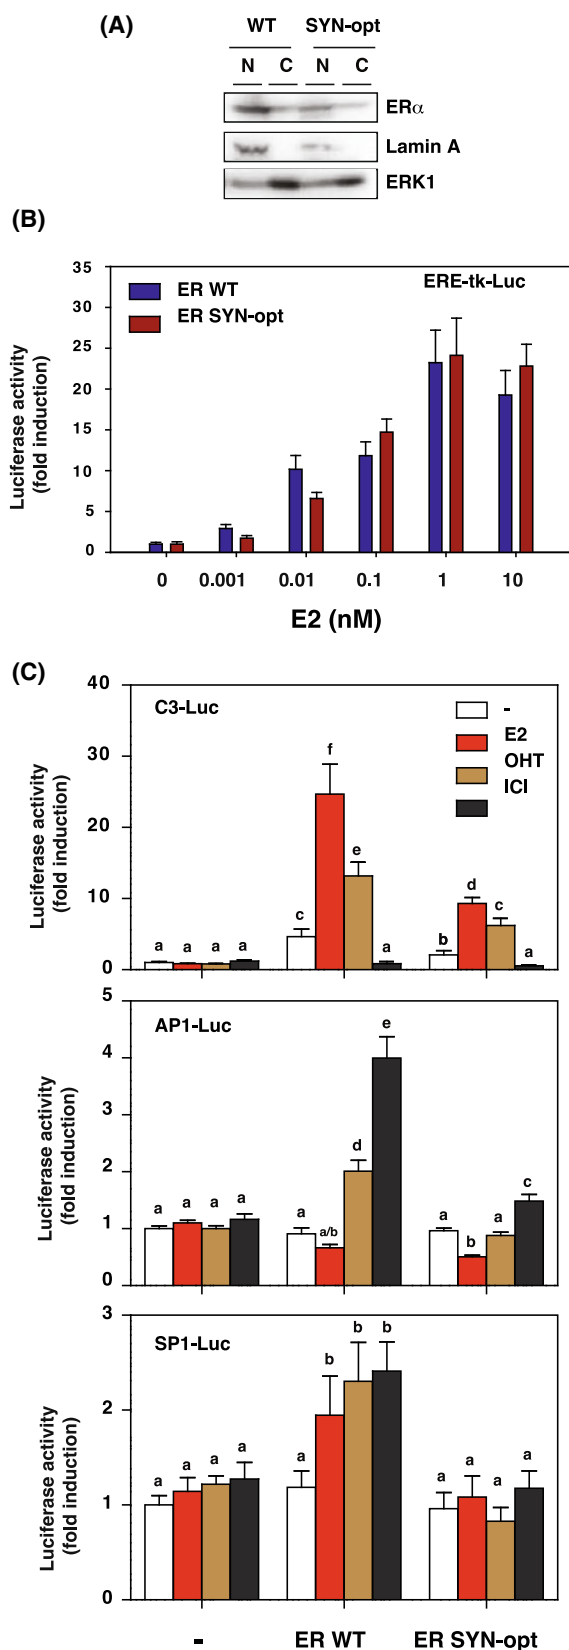 (A)
WT SYN-opt
N C N C
ERα
Lamin A
ERK1
(B)
35
30
25
20
15
10
5
0
Luciferase activity
(fold induction)
ER WT
ER SYN-opt
ERE-tk-Luc
0 0.001 0.01 0.1 1 10
E2 (nM)
(C)
40
30
20
10
0
Luciferase activity
(fold induction)
C3-Luc
-
E2
OHT
ICI
a a a a
c f e a
b d c a
5
4
3
2
1
0
Luciferase activity
(fold induction)
AP1-Luc
a a a a
a a/b d e
a b a c
3
2
1
0
Luciferase activity
(fold induction)
SP1-Luc
a a a a
a b b b
a a a a
- ER WT ER SYN-opt